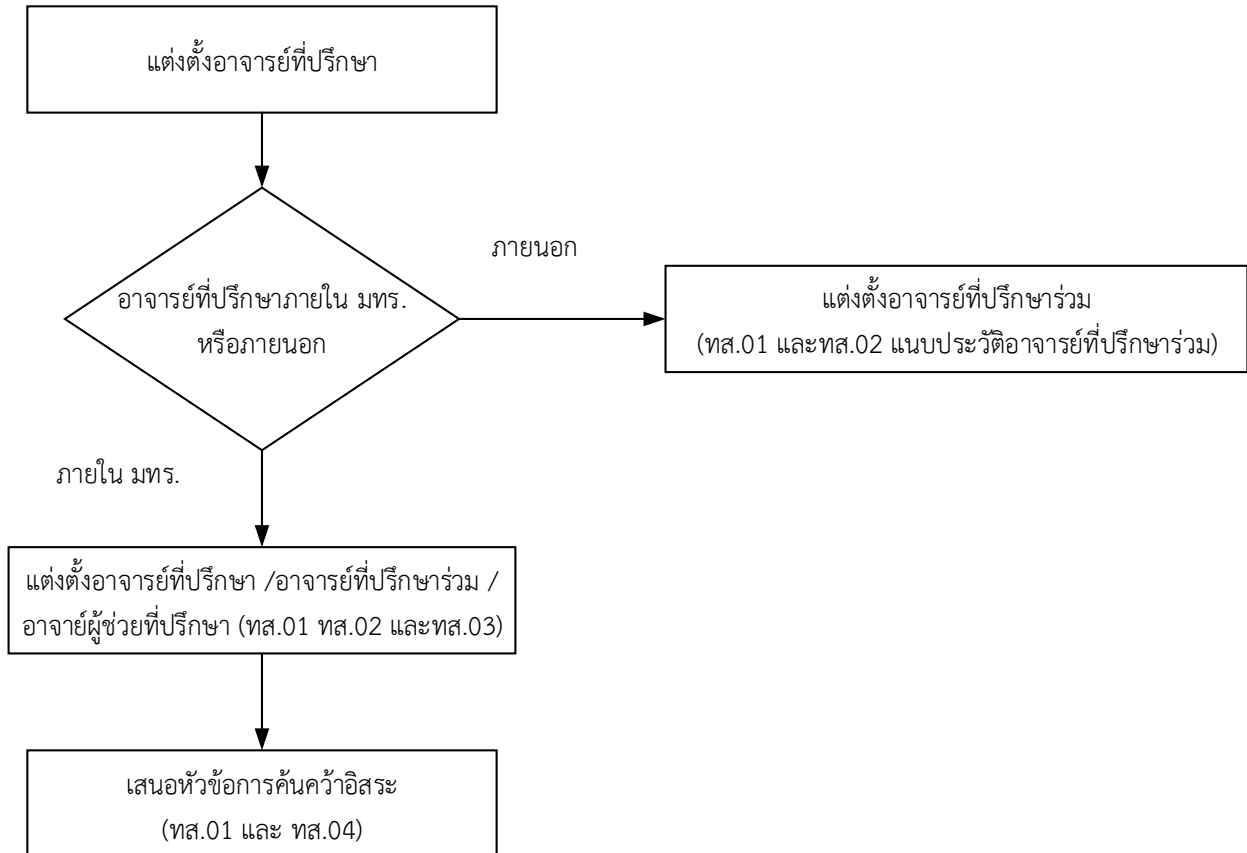 แต่งตั้งอาจารย์ที่ปรึกษา
อาจารย์ที่ปรึกษาภายใน มทร.
หรือภายนอก
ภายนอก
แต่งตั้งอาจารย์ที่ปรึกษาร่วม
(ทส.01 และทส.02 แนบประวัติอาจารย์ที่ปรึกษาร่วม)
ภายใน มทร.
แต่งตั้งอาจารย์ที่ปรึกษา /อาจารย์ที่ปรึกษาร่วม /
อาจาย์ผู้ช่วยที่ปรึกษา (ทส.01 ทส.02 และทส.03)
เสนอหัวข้อการค้นคว้าอิสระ
(ทส.01 และ ทส.04)